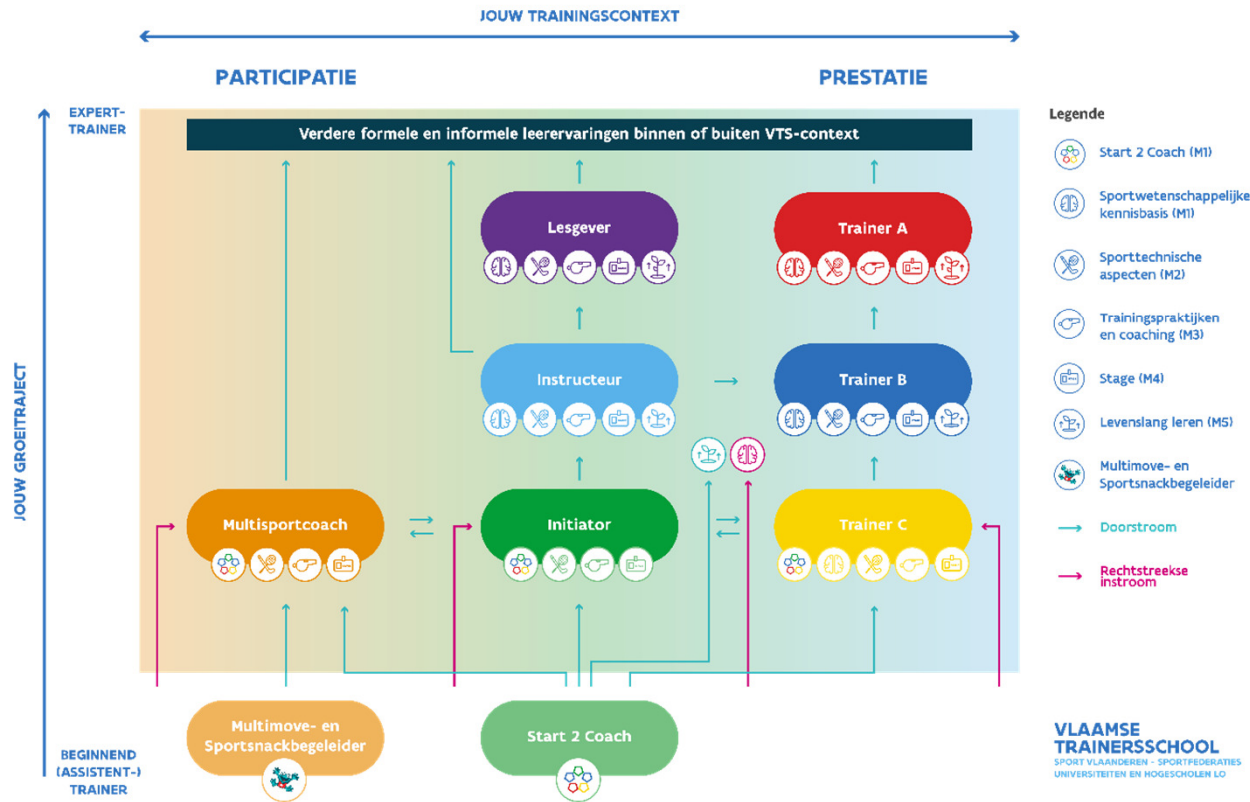 JOUW TRAININGSCONTEXT
PARTICIPATIE
PRESTATIE
EXPERT-
TRAINER
JOUW GROEITRAJECT
BEGINNEND
(ASSISTENT-)
TRAINER
Verdere formele en informele leerervaringen binnen of buiten VTS-context
Lesgever
Trainer A
Instructeur
Trainer B
Multisportcoach
Initiator
Trainer C
Multimove- en
Sportsnackbegeleider
Start 2 Coach
Legende
Start 2 Coach (M1)
Sportwetenschappelijke
kennisbasis (M1)
Sporttechnische
aspecten (M2)
Trainingspraktijken
en coaching (M3)
Stage (M4)
Levenslang leren (M5)
Multimove- en
Sportsnackbegeleider
Doorstroom
Rechtstreekse
instroom
VLAAMSE
TRAINERSSCHOOL
SPORT VLAANDEREN - SPORTFEDERATIES
UNIVERSITEITEN EN HOGESCHOLEN LO